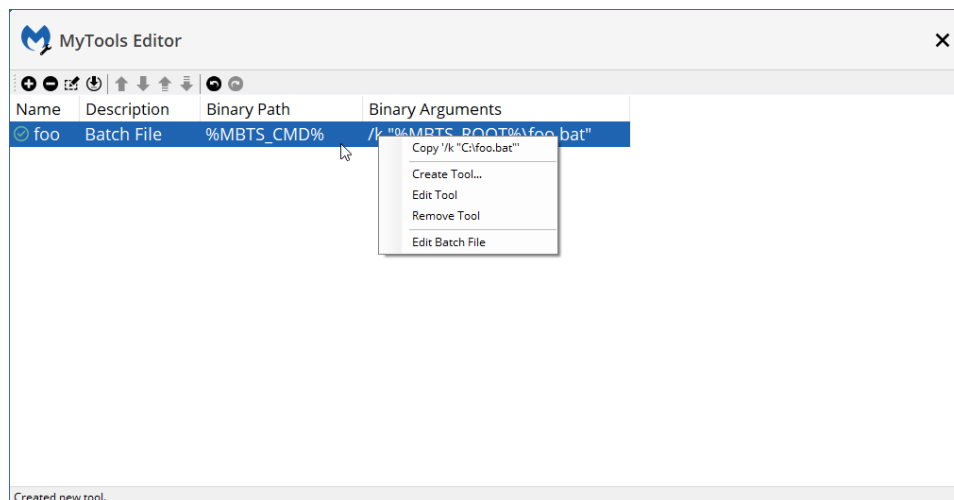 MyTools Editor
Name Description Binary Path Binary Arguments
foo Batch File %MBTS_CMD% /k "%MBTS_ROOT%\foo.bat"
Copy '/k "C:\foo.bat"'
Create Tool...
Edit Tool
Remove Tool
Edit Batch File
Created new tool.